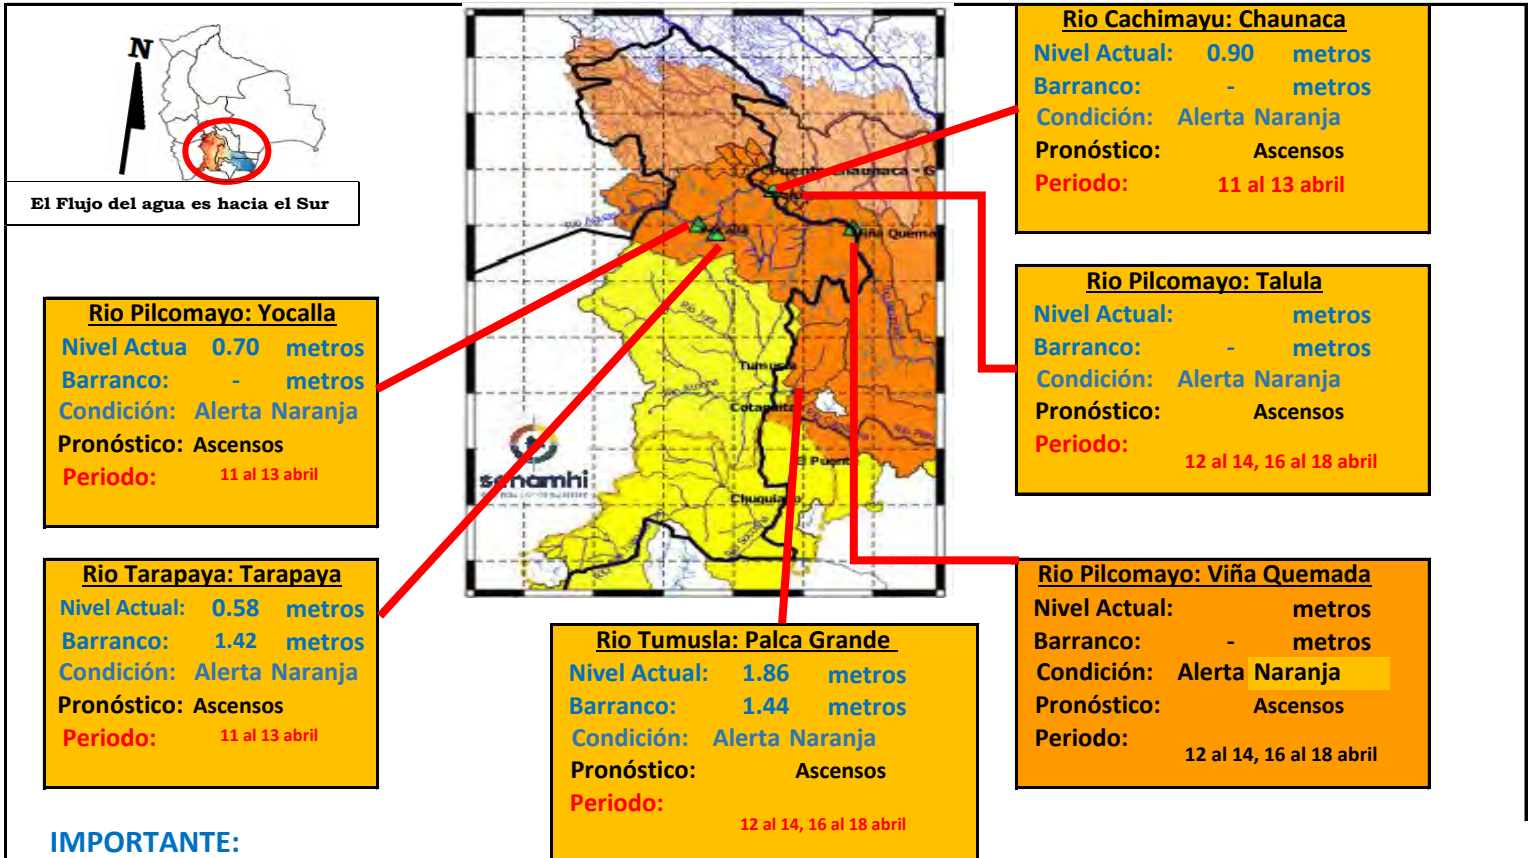 N
El Flujo del agua es hacia el Sur
Rio Cachimayu: Chaunaca
Nivel Actual: 0.90 metros
Barranco: - metros
Condición: Alerta Naranja
Pronóstico: Ascensos
Periodo: 11 al 13 abril
Rio Pilcomayo: Talula
Nivel Actual: metros
Barranco: - metros
Condición: Alerta Naranja
Pronóstico: Ascensos
Periodo:
12 al 14, 16 al 18 abril
Rio Pilcomayo: Yocalla
Nivel Actua 0.70 metros
Barranco: - metros
Condición: Alerta Naranja
Pronóstico: Ascensos
Periodo: 11 al 13 abril
Rio Tarapaya: Tarapaya
Nivel Actual: 0.58 metros
Barranco: 1.42 metros
Condición: Alerta Naranja
Pronóstico: Ascensos
Periodo: 11 al 13 abril
Rio Tumusla: Palca Grande
Nivel Actual: 1.86 metros
Barranco: 1.44 metros
Condición: Alerta Naranja
Pronóstico: Ascensos
Periodo:
12 al 14, 16 al 18 abril
Rio Pilcomayo: Viña Quemada
Nivel Actual: metros
Barranco: - metros
Condición: Alerta Naranja
Pronóstico: Ascensos
Periodo:
12 al 14, 16 al 18 abril
Puente Chaunaca - G
Viña Quema
Tumusla
Cotagaita
El Puente
senamhi
IMPORTANTE: